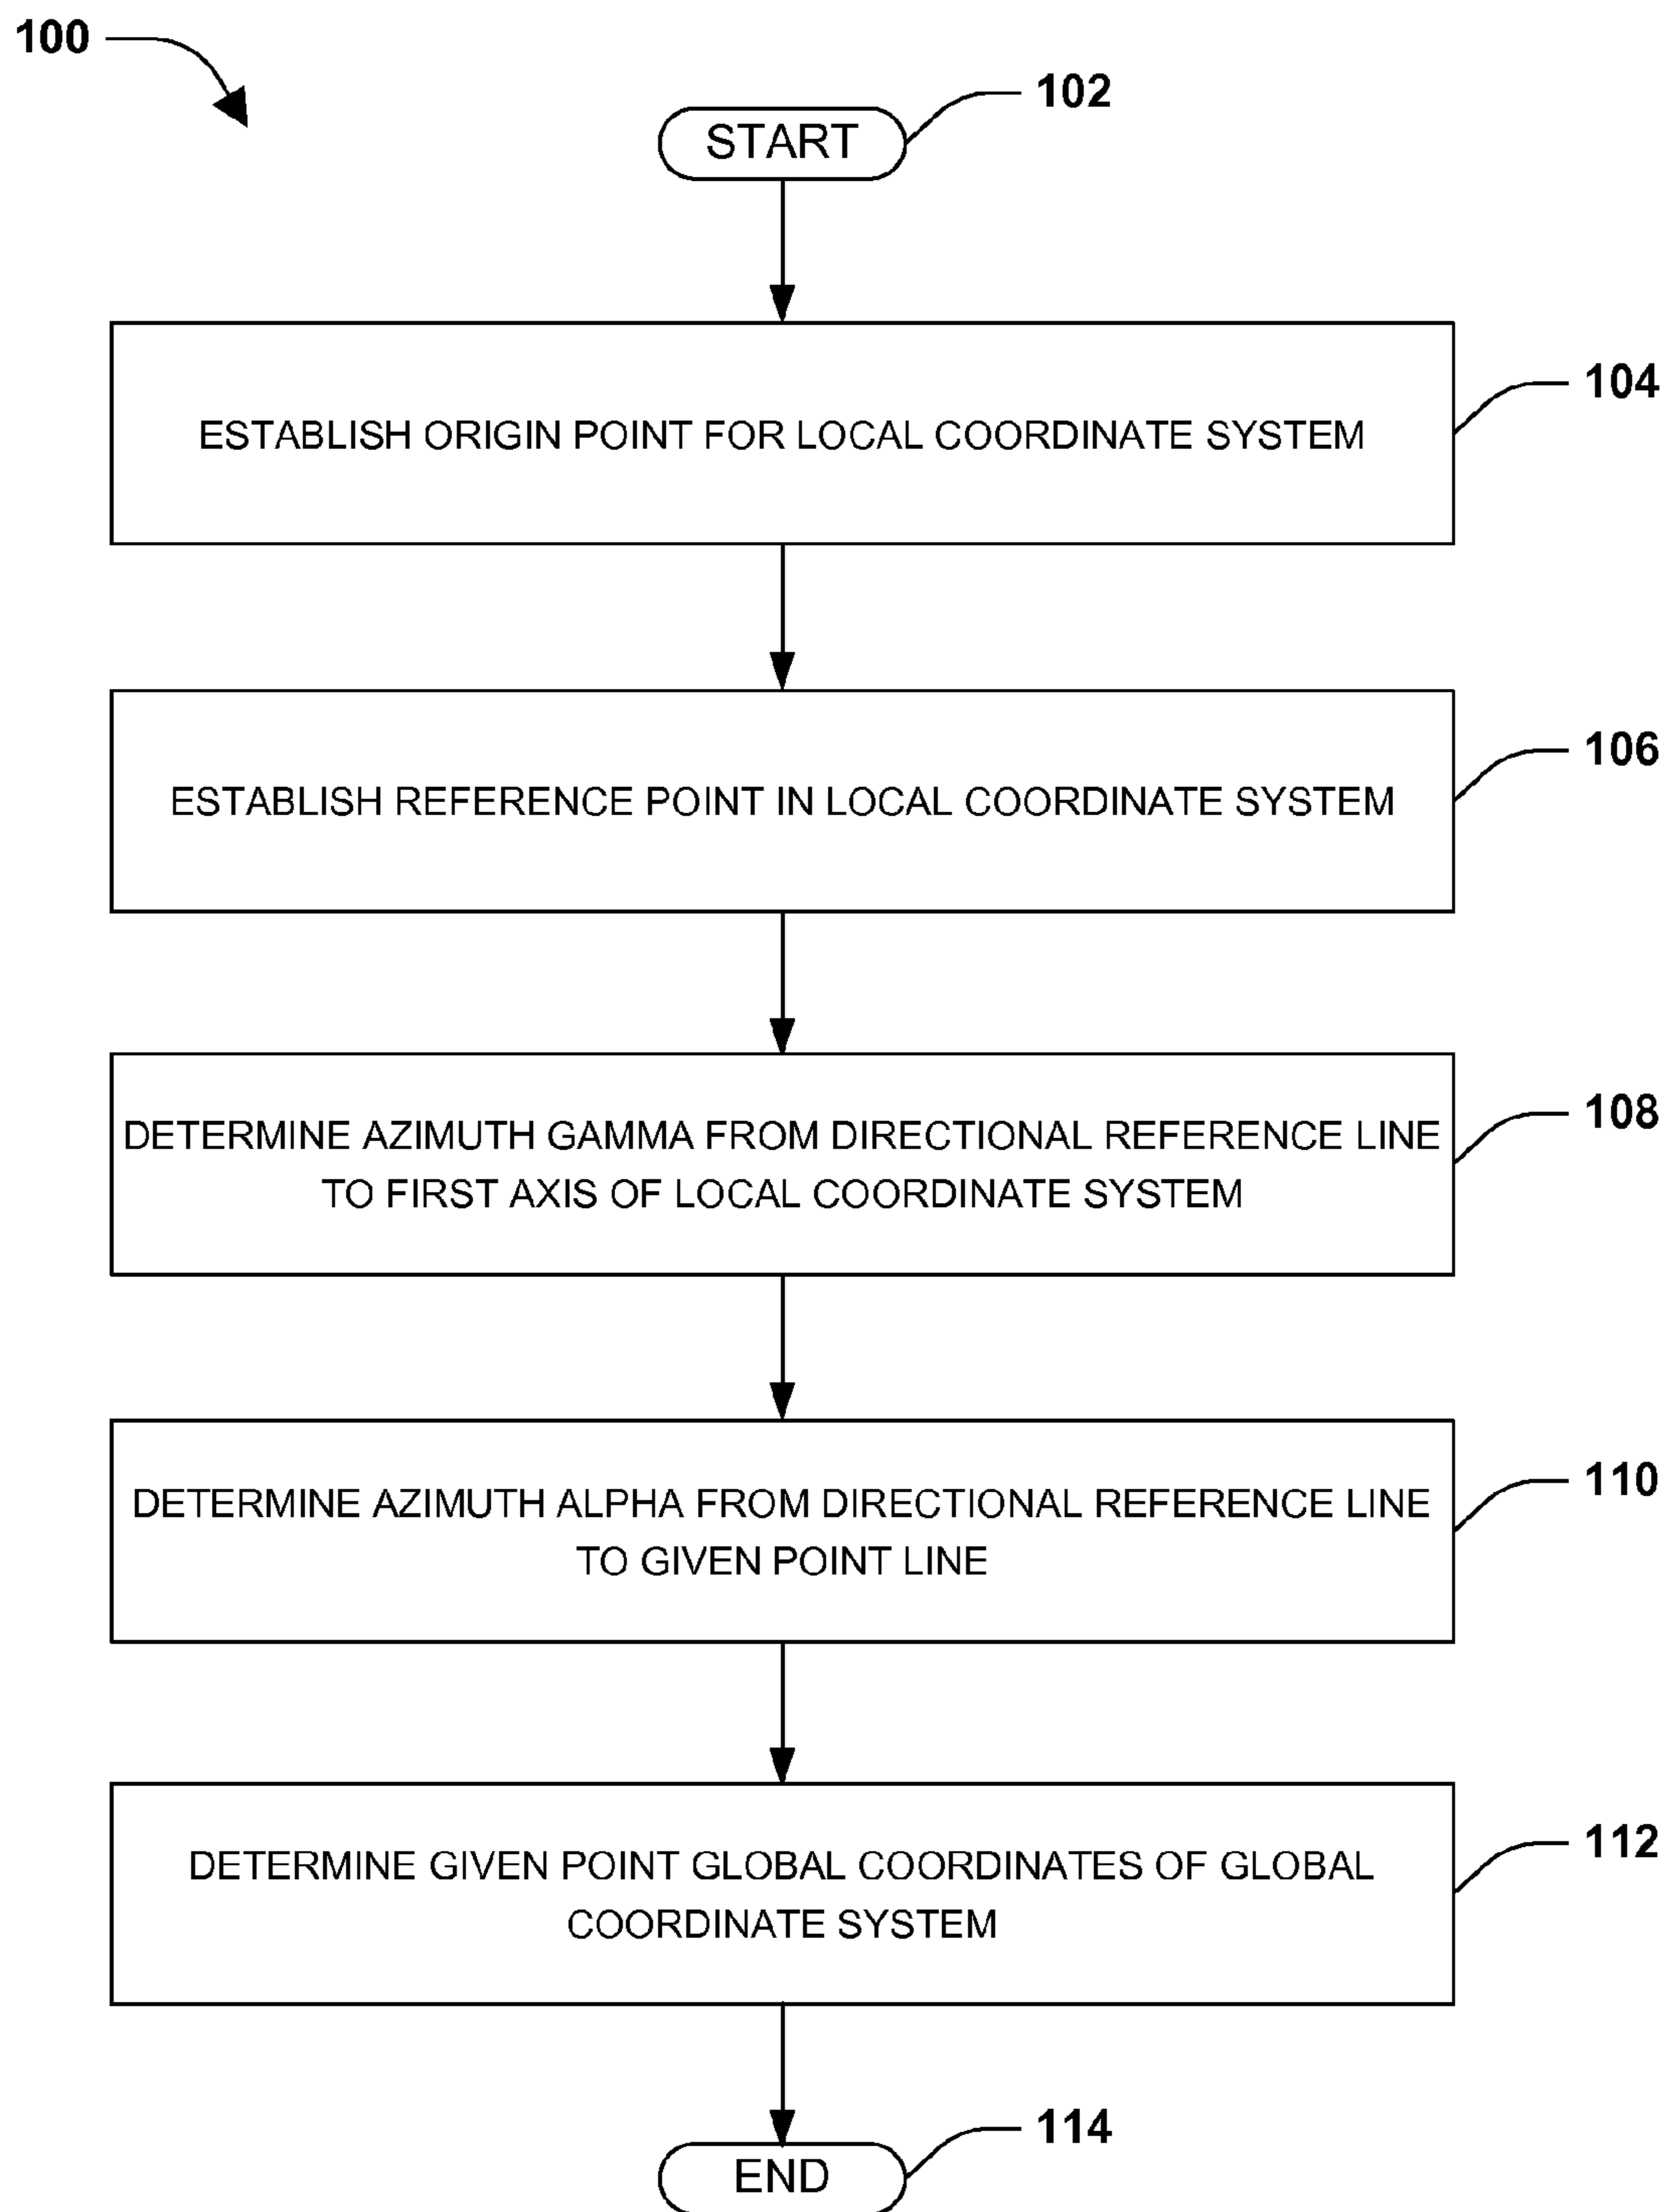 100
102
START
104
ESTABLISH ORIGIN POINT FOR LOCAL COORDINATE SYSTEM
106
ESTABLISH REFERENCE POINT IN LOCAL COORDINATE SYSTEM
108
DETERMINE AZIMUTH GAMMA FROM DIRECTIONAL REFERENCE LINE
TO FIRST AXIS OF LOCAL COORDINATE SYSTEM
110
DETERMINE AZIMUTH ALPHA FROM DIRECTIONAL REFERENCE LINE
TO GIVEN POINT LINE
112
DETERMINE GIVEN POINT GLOBAL COORDINATES OF GLOBAL
COORDINATE SYSTEM
114
END